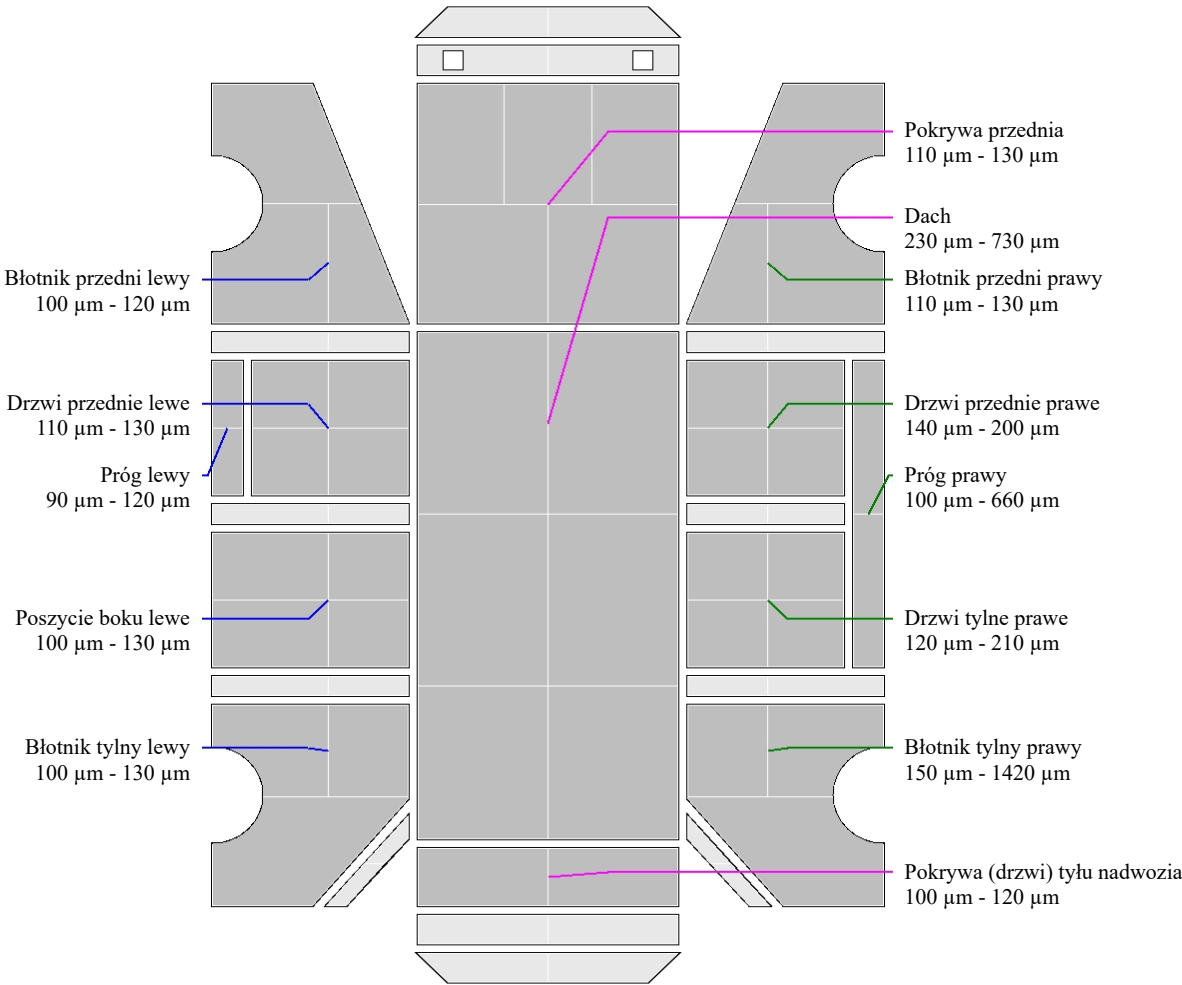 Pokrywa przednia
110 µm - 130 µm
Dach
230 µm - 730 µm
Błotnik przedni lewy
100 µm - 120 µm
Błotnik przedni prawy
110 µm - 130 µm
Drzwi przednie lewe
110 µm - 130 µm
Drzwi przednie prawe
140 µm - 200 µm
Próg lewy
90 µm - 120 µm
Próg prawy
100 µm - 660 µm
Poszycie boku lewe
100 µm - 130 µm
Drzwi tylne prawe
120 µm - 210 µm
Błotnik tylny lewy
100 µm - 130 µm
Błotnik tylny prawy
150 µm - 1420 µm
Pokrywa (drzwi) tyłu nadwozia
100 µm - 120 µm